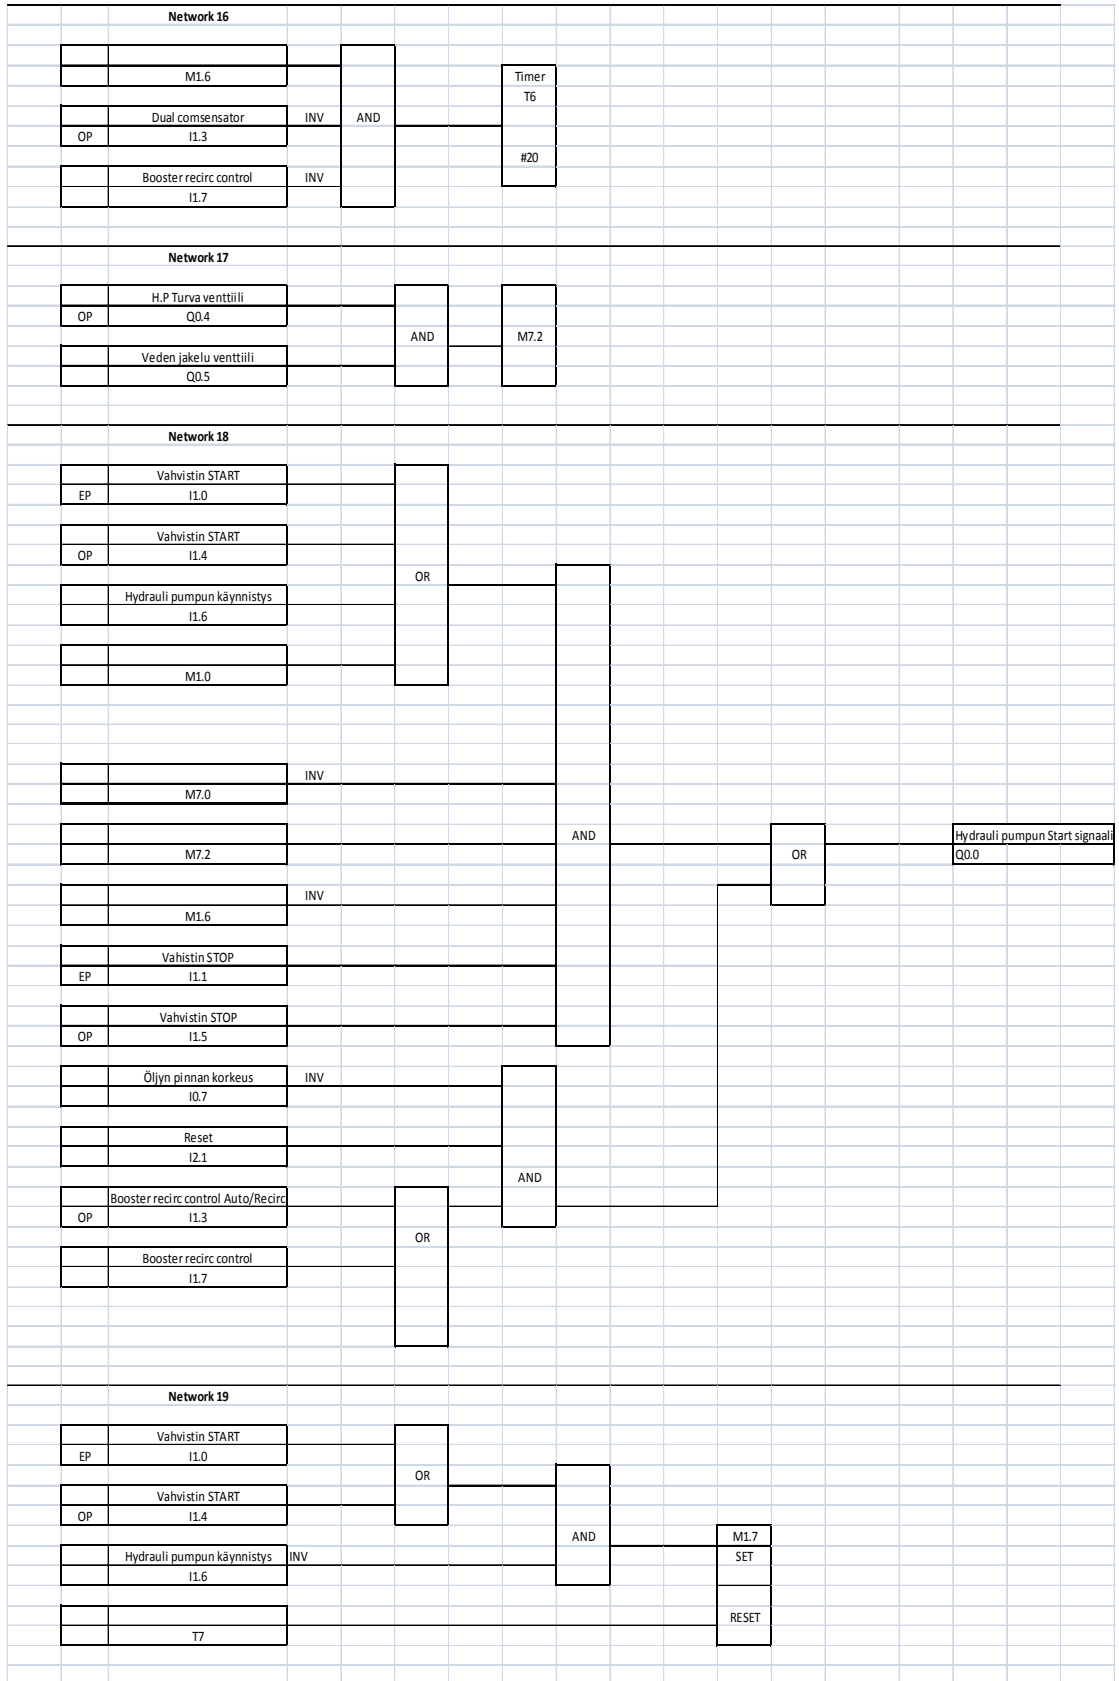 Network 16
M1.6
Timer
T6
Dual comsensator INV AND
OP I1.3
#20
Booster recirc control INV
I1.7
Network 17
H.P Turva venttiili
OP Q0.4
AND M7.2
Veden jakelu venttiili
Q0.5
Network 18
Vahvistin START
EP I1.0
Vahvistin START
OP I1.4
OR
Hydrauli pumpun käynnistys
I1.6
M1.0
INV
M7.0
AND Hydrauli pumpun Start signaali
M7.2 OR Q0.0
INV
M1.6
Vahistin STOP
EP I1.1
Vahvistin STOP
OP I1.5
Öljyn pinnan korkeus INV
I0.7
Reset
I2.1
AND
Booster recirc control Auto/Recirc
OP I1.3
OR
Booster recirc control
I1.7
Network 19
Vahvistin START
EP I1.0
OR
Vahvistin START
OP I1.4
AND M1.7
Hydrauli pumpun käynnistys INV SET
I1.6
RESET
T7